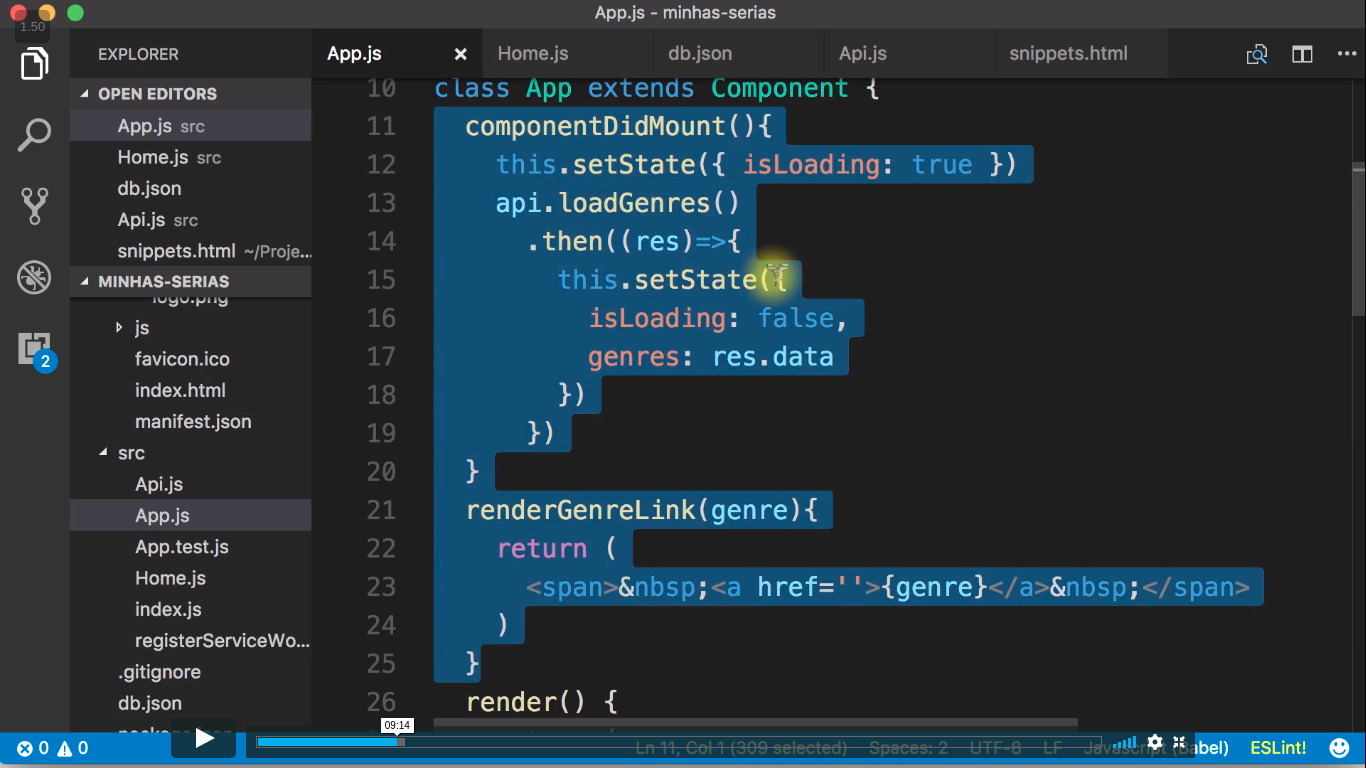 App.js - minhas-serias
1.50
EXPLORER
App.js × Home.js db.json Api.js snippets.html
OPEN EDITORS
App.js src
Home.js src
db.json
Api.js src
snippets.html ~/Proje...
MINHAS-SERIAS
logo.png
js
favicon.ico
index.html
manifest.json
src
Api.js
App.js
App.test.js
Home.js
index.js
registerServiceWo...
.gitignore
db.json
package.json
2
10 class App extends Component {
11 componentDidMount(){
12 this.setState({ isLoading: true })
13 api.loadGenres()
14 .then((res)=>{
15 this.setState({
16 isLoading: false,
17 genres: res.data
18 })
19 })
20 }
21 renderGenreLink(genre){
22 return (
23 <span>&nbsp;<a href=''>{genre}</a>&nbsp;</span>
24 )
25 }
26 render() {
09:14
0 0 Ln 11, Col 1 (309 selected) Spaces: 2 UTF-8 LF Javascript (Babel) ESLint!